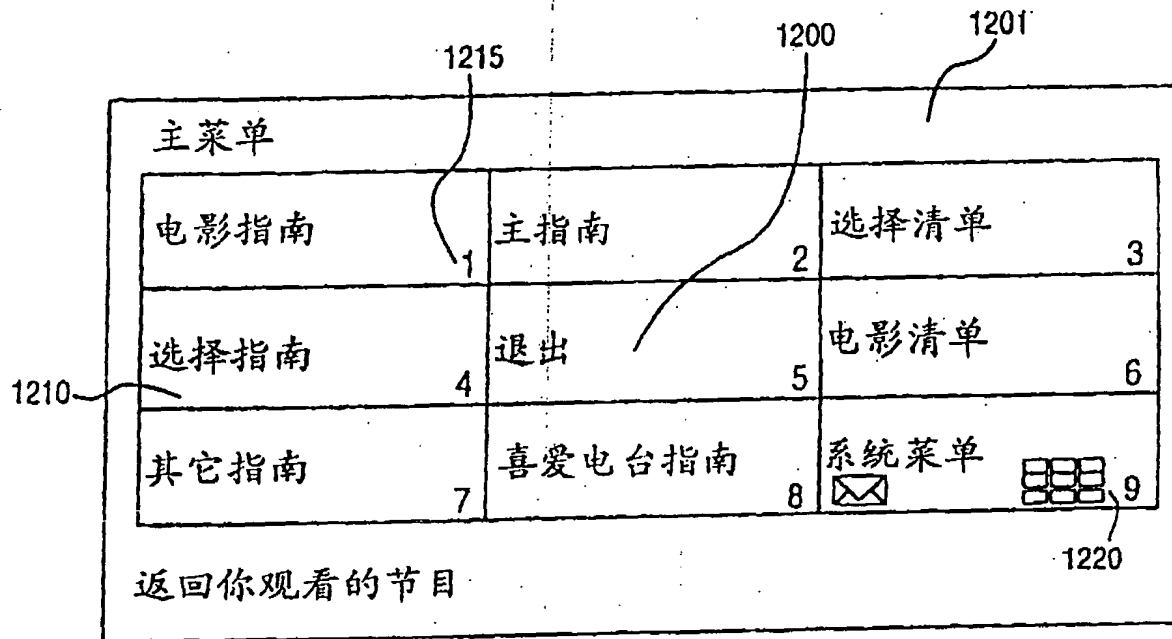 1215 1200 1201
主菜单
电影指南 1 主指南 2 选择清单 3
选择指南 4 退出 5 电影清单 6
1210
其它指南 7 喜爱电台指南 8 系统菜单 9
1220
返回你观看的节目